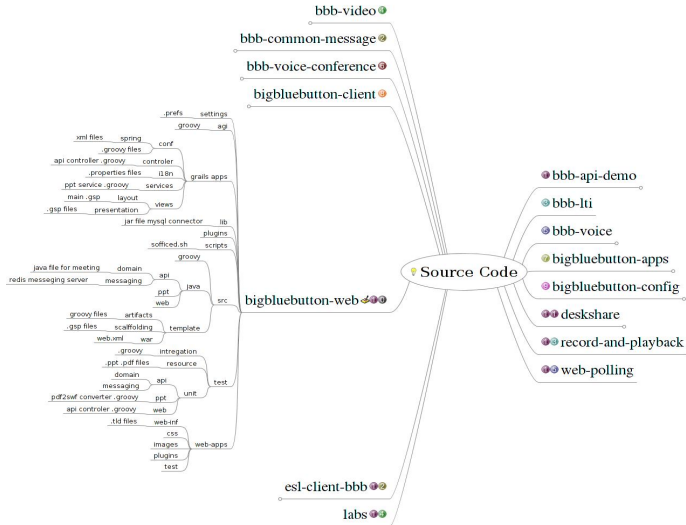 bbb-video
bbb-common-message
bbb-voice-conference
bigbluebutton-client
.prefs settings
groovy agi
xml files spring
.groovy files
conf
api controller .groovy controler
.properties files i18n
ppt service .groovy services
main .gsp layout
.gsp files presentation
views
grails apps
jar file mysql connector lib
plugins
sofficed.sh scripts
groovy
java file for meeting domain
redis messeging server messaging
api
ppt
web
java
src
groovy files artifacts
.gsp files scalffolding
web.xml war
template
.groovy intregation
.ppt .pdf files resource
domain
messaging
api
pdf2swf converter .groovy ppt
api controler .groovy web
unit
test
.tld files web-inf
css
images
plugins
test
web-apps
bigbluebutton-web
esl-client-bbb
labs
Source Code
bbb-api-demo
bbb-lti
bbb-voice
bigbluebutton-apps
bigbluebutton-config
deskshare
record-and-playback
web-polling